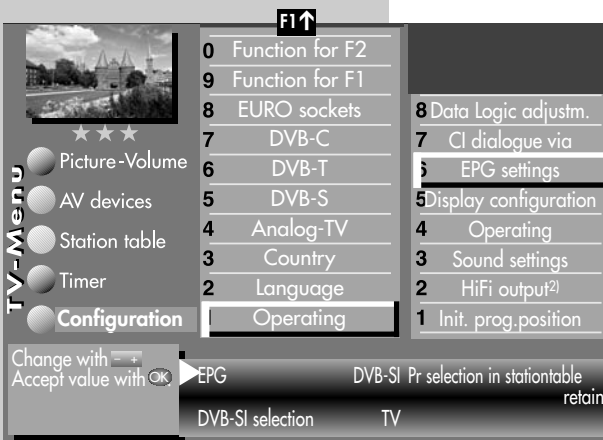 F1↑
0 Function for F2
9 Function for F1
8 EURO sockets
7 DVB-C
6 DVB-T
5 DVB-S
4 Analog-TV
3 Country
2 Language
1 Operating
8 Data Logic adjustm.
7 CI dialogue via
6 EPG settings
5 Display configuration
4 Operating
3 Sound settings
2 HiFi output2)
1 Init. prog.position
TV-Menu
Picture-Volume
AV devices
Station table
Timer
Configuration
Change with - +
Accept value with OK
EPG DVB-SI Pr selection in stationtable
retain
DVB-SI selection TV